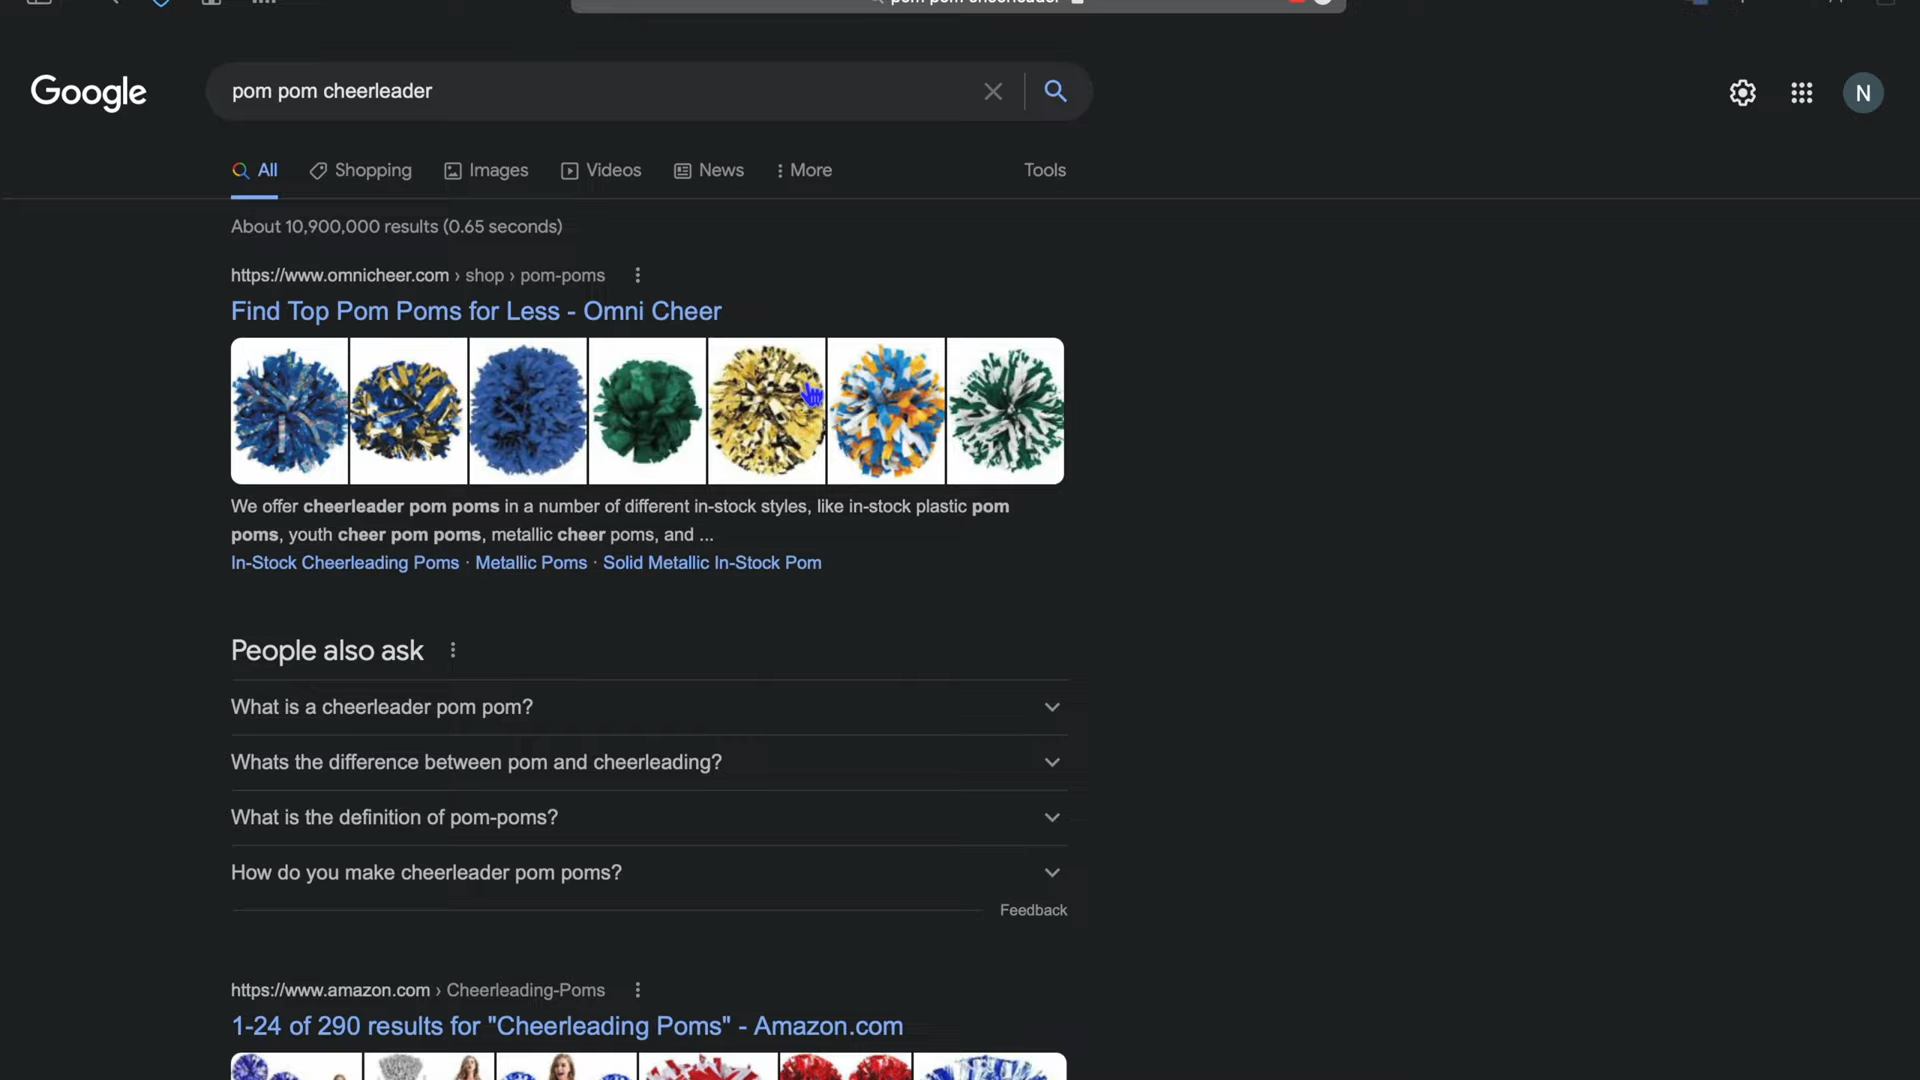 pom pom cheerleader
Google
pom pom cheerleader
N
All
Shopping
Images
Videos
News
More
Tools
About 10,900,000 results (0.65 seconds)
https://www.omnicheer.com › shop › pom-poms
Find Top Pom Poms for Less - Omni Cheer
We offer cheerleader pom poms in a number of different in-stock styles, like in-stock plastic pom
poms, youth cheer pom poms, metallic cheer poms, and ...
In-Stock Cheerleading Poms · Metallic Poms · Solid Metallic In-Stock Pom
People also ask
What is a cheerleader pom pom?
Whats the difference between pom and cheerleading?
What is the definition of pom-poms?
How do you make cheerleader pom poms?
Feedback
https://www.amazon.com › Cheerleading-Poms
1-24 of 290 results for "Cheerleading Poms" - Amazon.com